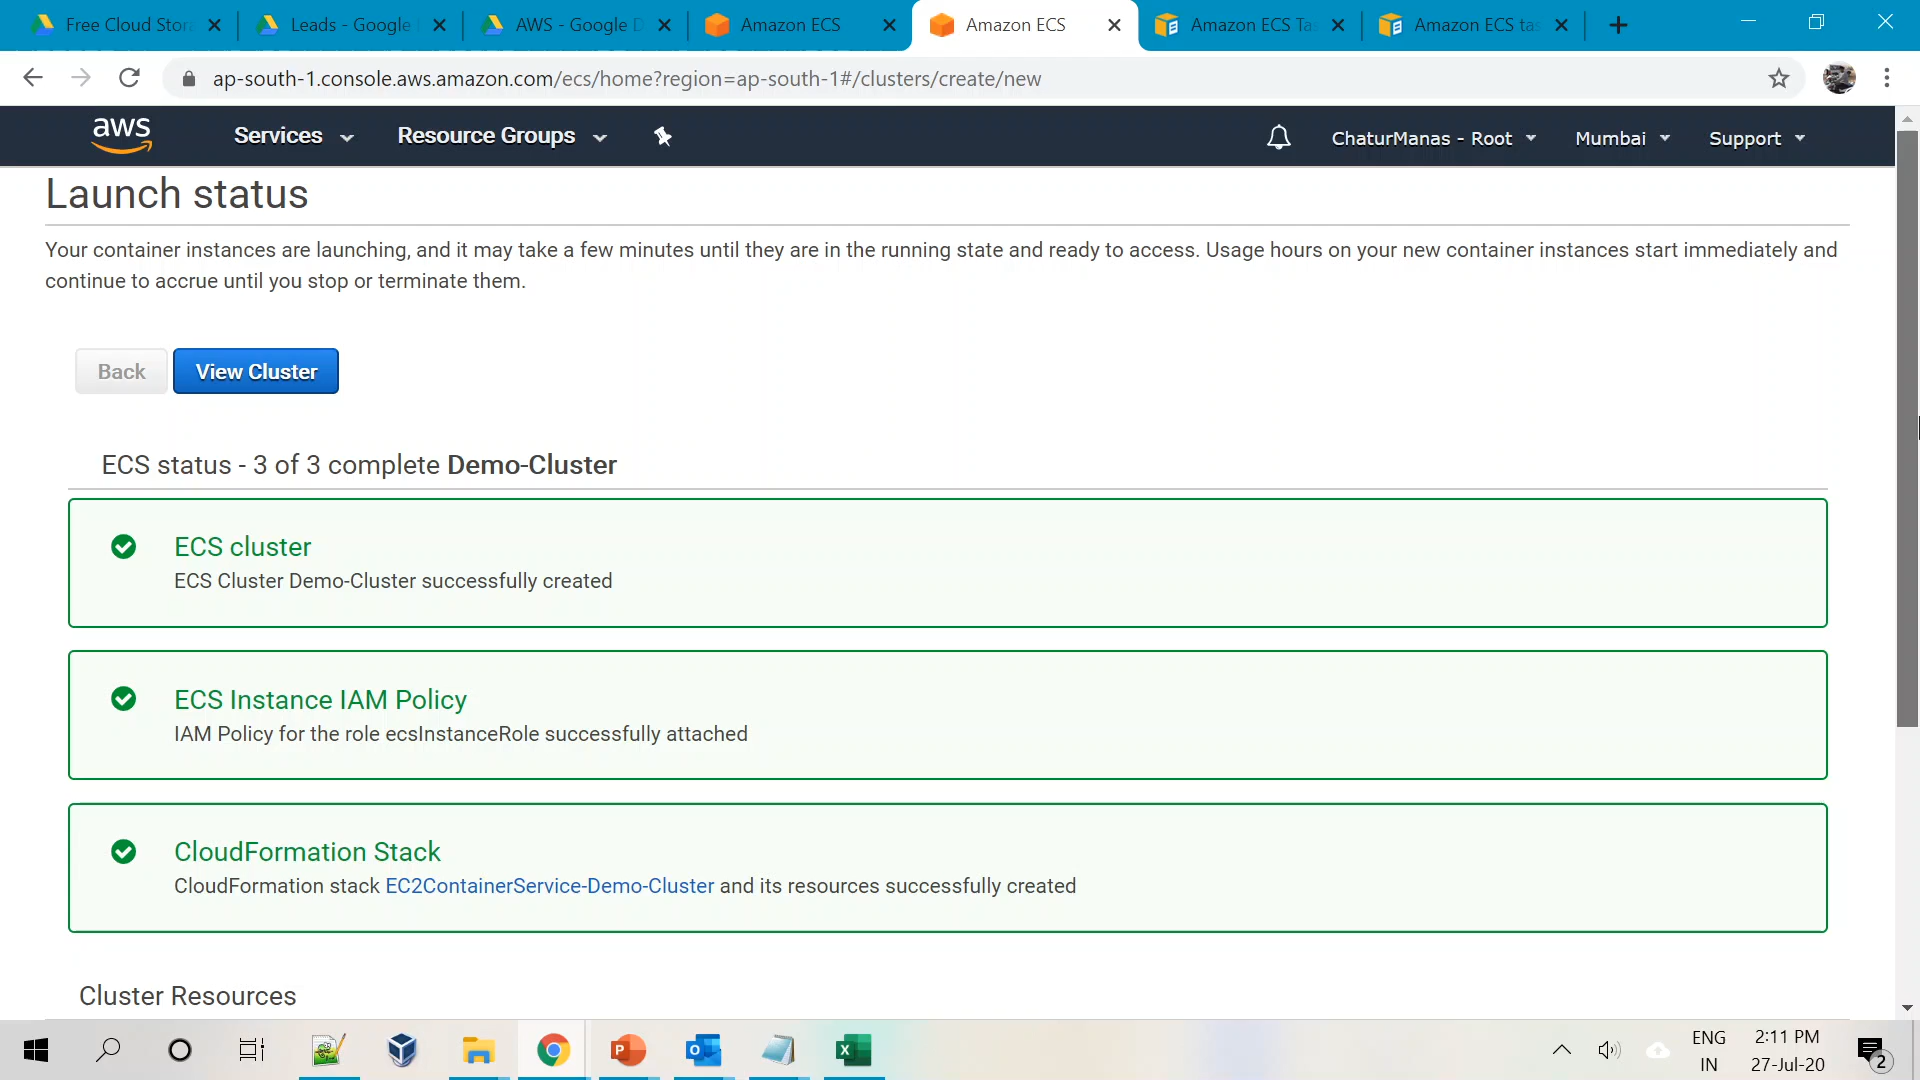 Free Cloud Stora
Leads - Google
AWS - Google D
Amazon ECS
Amazon ECS
Amazon ECS Ta
Amazon ECS tas
ap-south-1.console.aws.amazon.com/ecs/home?region=ap-south-1#/clusters/create/new
aws
Services
Resource Groups
ChaturManas - Root
Mumbai
Support
Launch status
Your container instances are launching, and it may take a few minutes until they are in the running state and ready to access. Usage hours on your new container instances start immediately and
continue to accrue until you stop or terminate them.
Back
View Cluster
ECS status - 3 of 3 complete Demo-Cluster
ECS cluster
ECS Cluster Demo-Cluster successfully created
ECS Instance IAM Policy
IAM Policy for the role ecsInstanceRole successfully attached
CloudFormation Stack
CloudFormation stack EC2ContainerService-Demo-Cluster and its resources successfully created
Cluster Resources
ENG
IN
2:11 PM
27-Jul-20
2